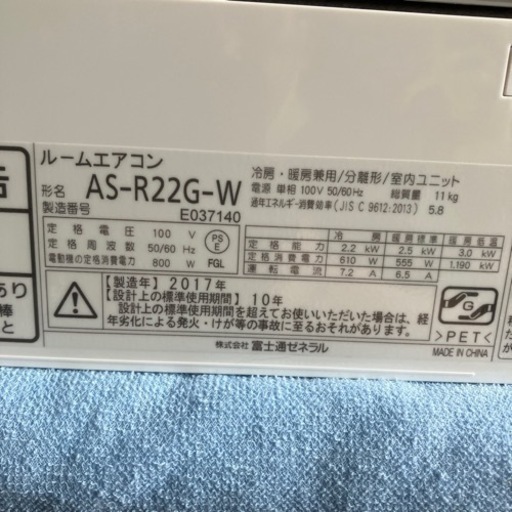 ルームエアコン
形名 AS-R22G-W
製造番号 E037140
冷房・暖房兼用/分離形/室内ユニット
電源 単相 100V 50/60Hz 総質量 11kg
通年エネルギー消費効率(JIS C 9612:2013) 5.8
定格電圧 100 V
定格周波数 50/60 Hz
電動機の定格消費電力 800 W
PS
E
FGL
冷房 暖房標準 暖房低温
定格能力 2.2 kW 2.5 kW 3.0 kW
定格消費電力 610 W 555 W 1,190 kW
運転電流 7.2 A 6.5 A
【製造年】2017年
【設計上の標準使用期間】10年
設計上の標準使用期間を超えてお使いいただいた場合は、経
年劣化による発火・けが等の事故に至るおそれがあります。
株式会社 富士通ゼネラル
G
>PET<
MADE IN CHINA
あり
棒
と